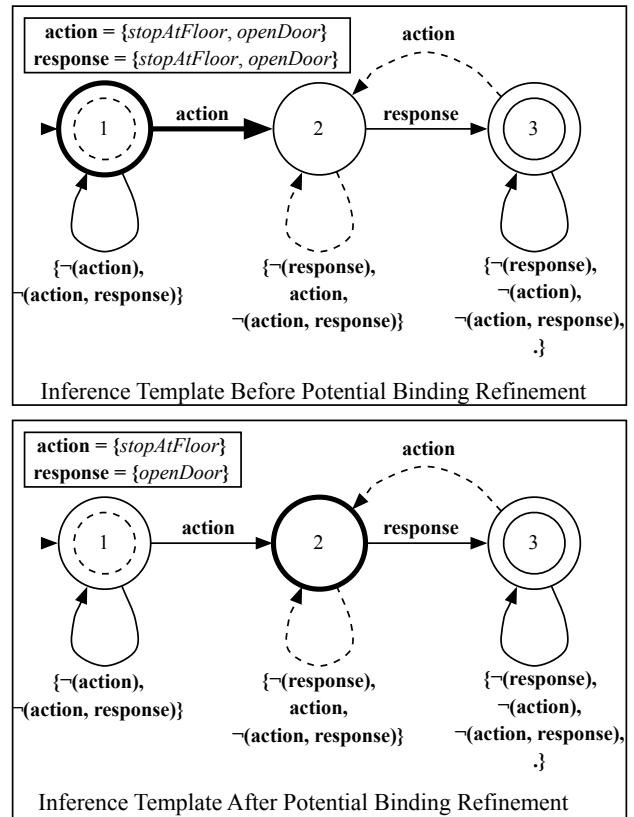 action = {stopAtFloor, openDoor}
response = {stopAtFloor, openDoor}
action
1
action
2
response
3
{¬(action),
¬(action, response)}
{¬(response),
action,
¬(action, response)}
{¬(response),
¬(action),
¬(action, response),
.}
Inference Template Before Potential Binding Refinement
action = {stopAtFloor}
response = {openDoor}
action
1
action
2
response
3
{¬(action),
¬(action, response)}
{¬(response),
action,
¬(action, response)}
{¬(response),
¬(action),
¬(action, response),
.}
Inference Template After Potential Binding Refinement